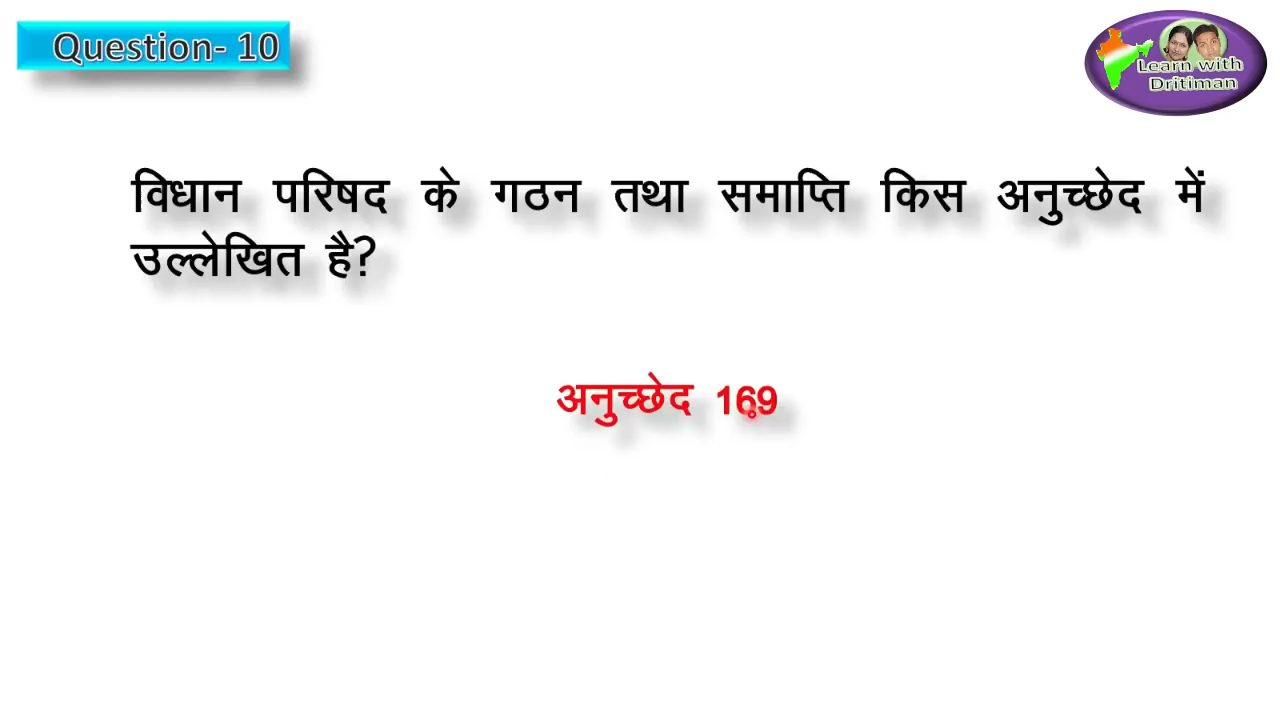 Question- 10
Learn with
Dritiman
विधान परिषद के गठन तथा समाप्ति किस अनुच्छेद में
उल्लेखित है?
अनुच्छेद 169